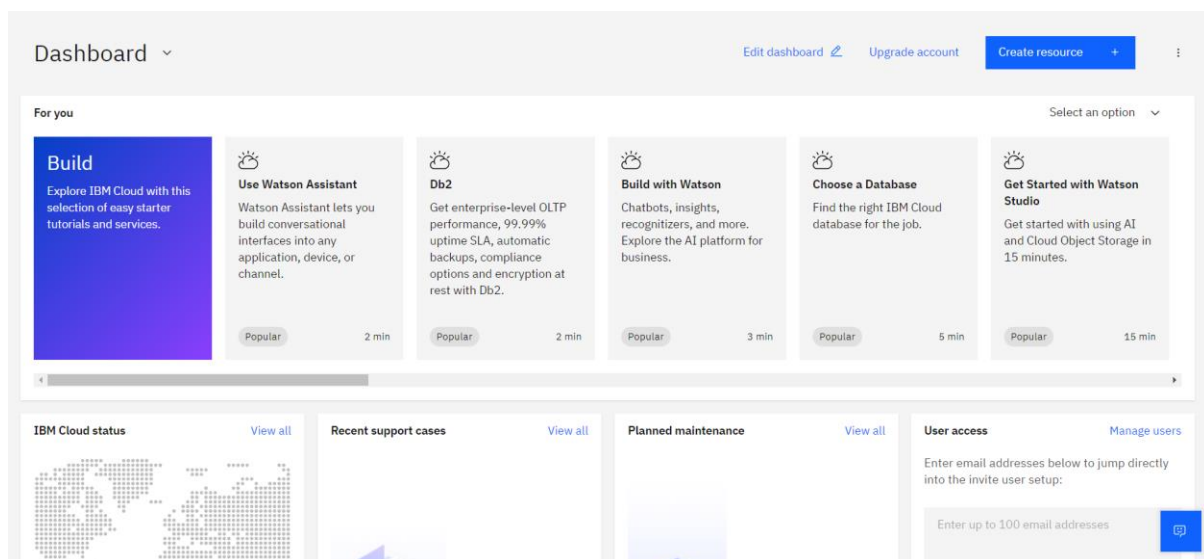 Dashboard
Edit dashboard
Upgrade account
Create resource +
For you
Select an option
Build
Explore IBM Cloud with this
selection of easy starter
tutorials and services.
Use Watson Assistant
Watson Assistant lets you
build conversational
interfaces into any
application, device, or
channel.
Popular
2 min
Db2
Get enterprise-level OLTP
performance, 99.99%
uptime SLA, automatic
backups, compliance
options and encryption at
rest with Db2.
Popular
2 min
Build with Watson
Chatbots, insights,
recognitizers, and more.
Explore the AI platform for
business.
Popular
3 min
Choose a Database
Find the right IBM Cloud
database for the job.
Popular
5 min
Get Started with Watson
Studio
Get started with using AI
and Cloud Object Storage in
15 minutes.
Popular
15 min
IBM Cloud status
View all
Recent support cases
View all
Planned maintenance
View all
User access
Manage users
Enter email addresses below to jump directly
into the invite user setup:
Enter up to 100 email addresses